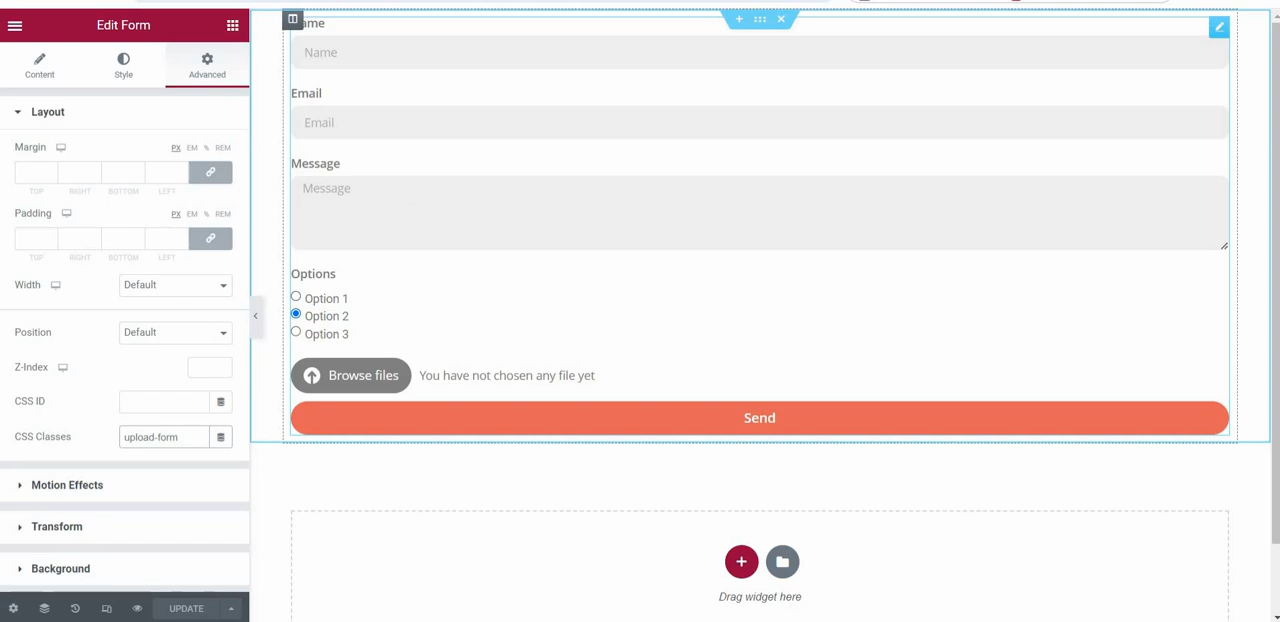 Edit Form
Content
Style
Advanced
Layout
Margin
PX EM % REM
TOP RIGHT BOTTOM LEFT
Padding
PX EM % REM
TOP RIGHT BOTTOM LEFT
Width
Default
Position
Default
Z-Index
CSS ID
CSS Classes
upload-form
Motion Effects
Transform
Background
UPDATE
ame
Name
Email
Email
Message
Message
Options
Option 1
Option 2
Option 3
Browse files
You have not chosen any file yet
Send
Drag widget here